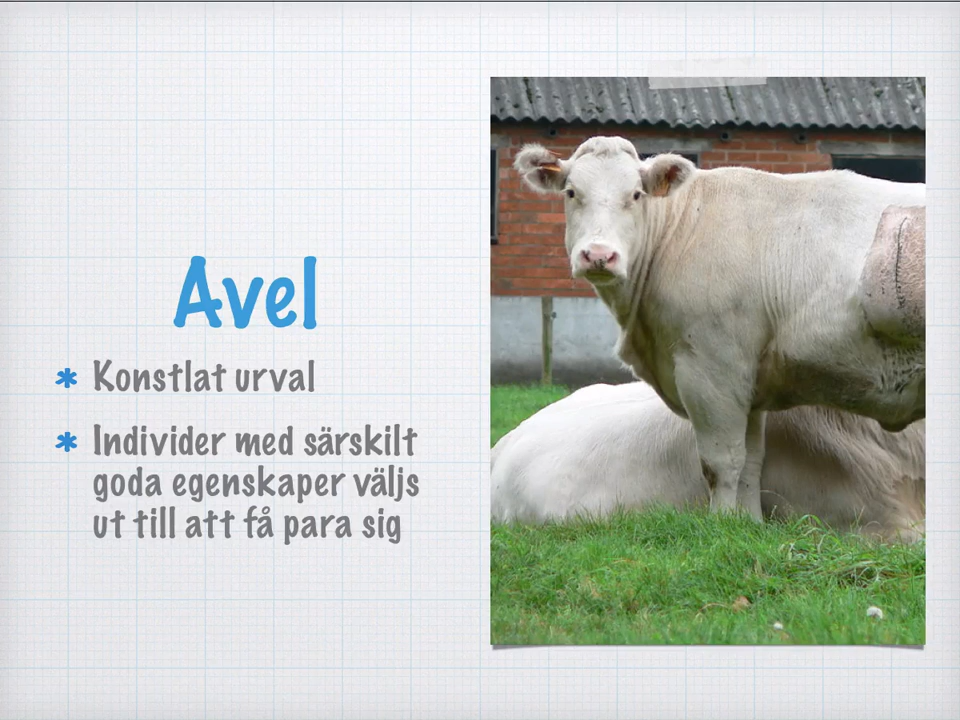 Avel
Konstlat urval
Individer med särskilt
goda egenskaper väljs
ut till att få para sig